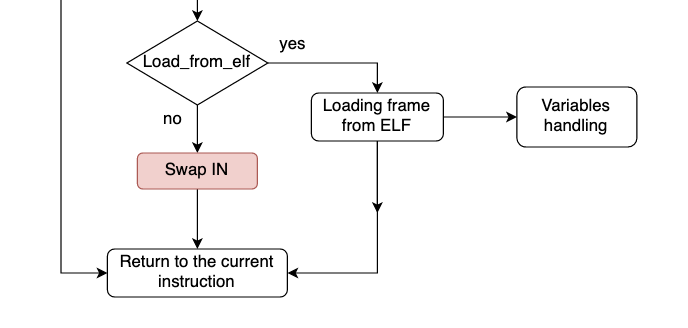 yes
Load_from_elf
Loading frame
from ELF
Variables
handling
no
Swap IN
Return to the current
instruction